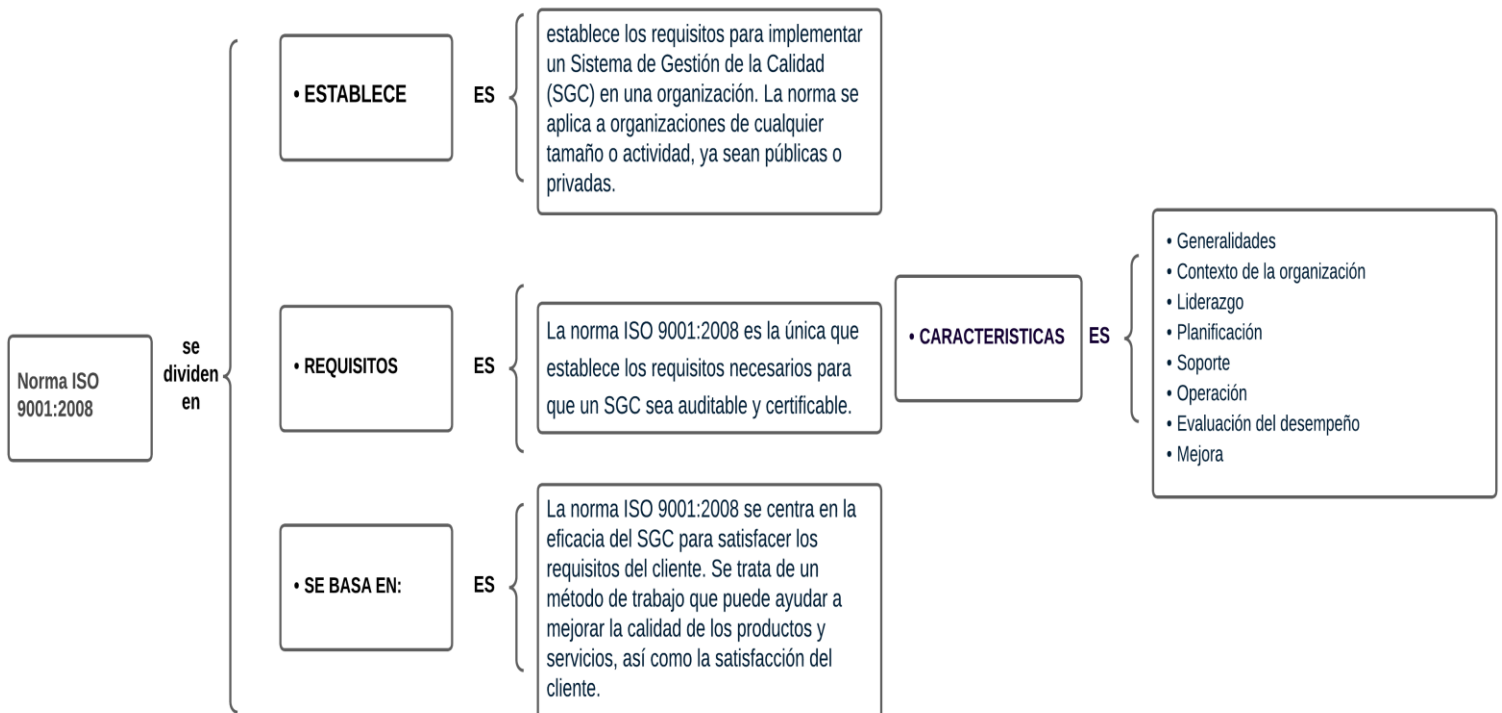 Norma ISO
9001:2008
se
dividen
en
• ESTABLECE
ES
establece los requisitos para implementar
un Sistema de Gestión de la Calidad
(SGC) en una organización. La norma se
aplica a organizaciones de cualquier
tamaño o actividad, ya sean públicas o
privadas.
• REQUISITOS
ES
La norma ISO 9001:2008 es la única que
establece los requisitos necesarios para
que un SGC sea auditable y certificable.
• CARACTERISTICAS
ES
• Generalidades
• Contexto de la organización
• Liderazgo
• Planificación
• Soporte
• Operación
• Evaluación del desempeño
• Mejora
• SE BASA EN:
ES
La norma ISO 9001:2008 se centra en la
eficacia del SGC para satisfacer los
requisitos del cliente. Se trata de un
método de trabajo que puede ayudar a
mejorar la calidad de los productos y
servicios, así como la satisfacción del
cliente.